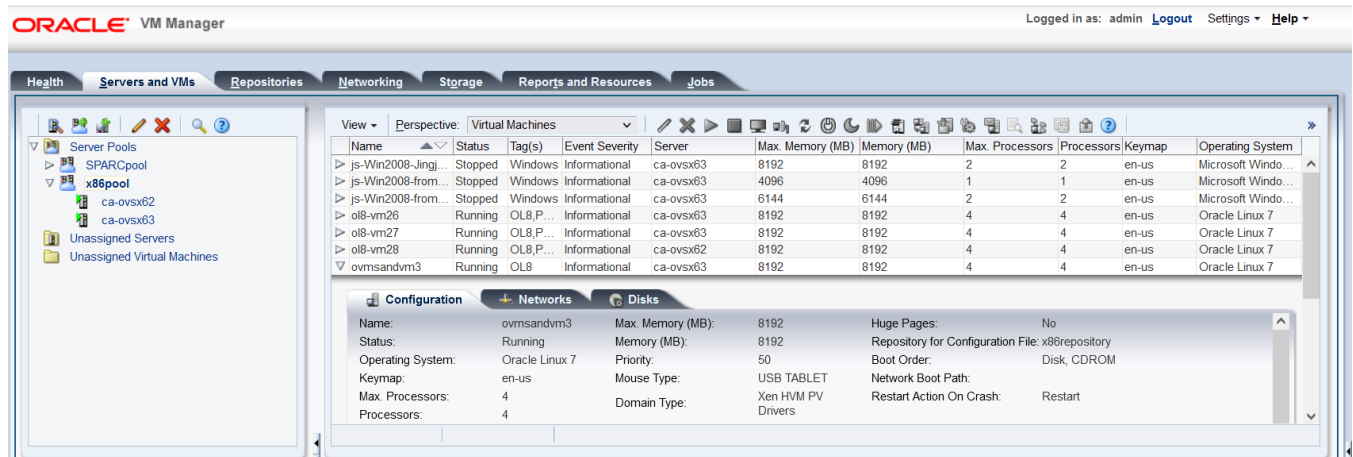 ORACLE VM Manager
Logged in as: admin Logout Settings Help
Health Servers and VMs Repositories Networking Storage Reports and Resources Jobs
Server Pools
SPARCpool
x86pool
ca-ovsx62
ca-ovsx63
Unassigned Servers
Unassigned Virtual Machines
View Perspective: Virtual Machines
Name Status Tag(s) Event Severity Server Max. Memory (MB) Memory (MB) Max. Processors Processors Keymap Operating System
js-Win2008-Jingj... Stopped Windows Informational ca-ovsx63 8192 8192 2 2 en-us Microsoft Windo...
js-Win2008-from... Stopped Windows Informational ca-ovsx63 4096 4096 1 1 en-us Microsoft Windo...
js-Win2008-from... Stopped Windows Informational ca-ovsx63 6144 6144 2 2 en-us Microsoft Windo...
ol8-vm26 Running OL8,P... Informational ca-ovsx63 8192 8192 4 4 en-us Oracle Linux 7
ol8-vm27 Running OL8,P... Informational ca-ovsx63 8192 8192 4 4 en-us Oracle Linux 7
ol8-vm28 Running OL8,P... Informational ca-ovsx62 8192 8192 4 4 en-us Oracle Linux 7
ovmsandvm3 Running OL8 Informational ca-ovsx63 8192 8192 4 4 en-us Oracle Linux 7
Configuration Networks Disks
Name: ovmsandvm3 Max. Memory (MB): 8192 Huge Pages: No
Status: Running Memory (MB): 8192 Repository for Configuration File: x86repository
Operating System: Oracle Linux 7 Priority: 50 Boot Order: Disk, CDROM
Keymap: en-us Mouse Type: USB TABLET Network Boot Path:
Max. Processors: 4 Domain Type: Xen HVM PV Drivers Restart Action On Crash: Restart
Processors: 4